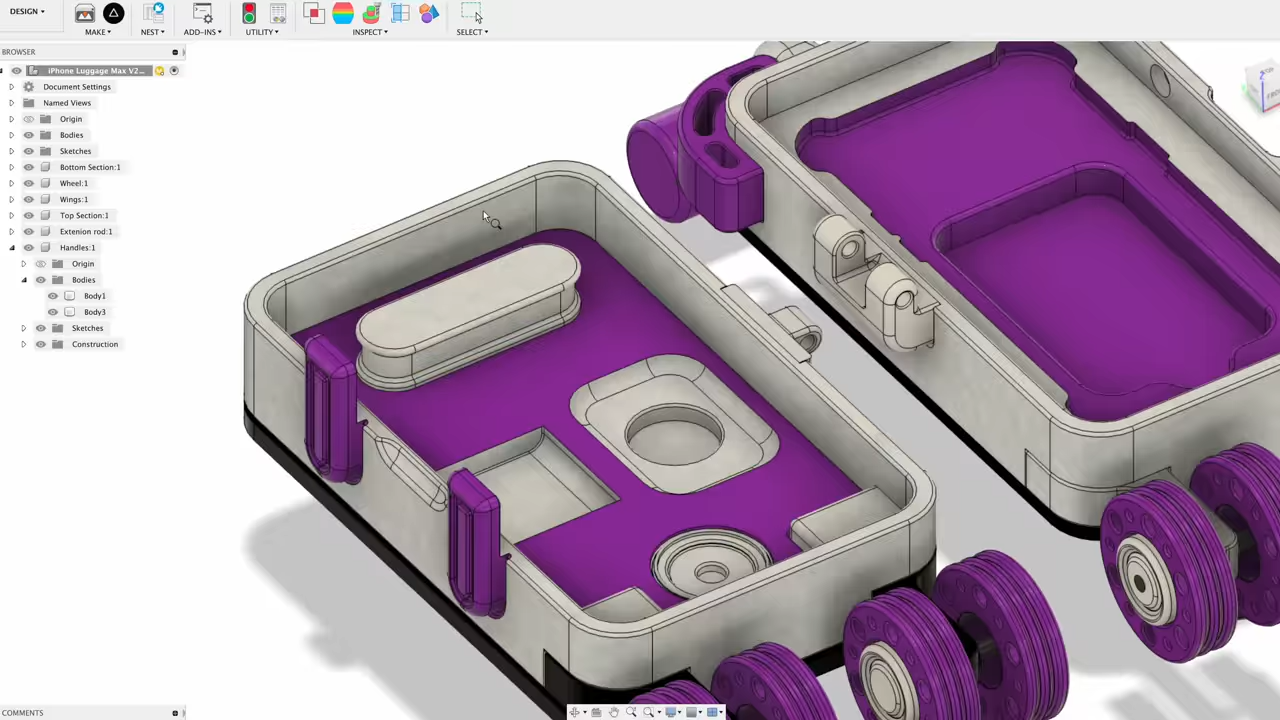 DESIGN
MAKE
NEST
ADD-INS
UTILITY
INSPECT
SELECT
BROWSER
iPhone Luggage Max V2...
Document Settings
Named Views
Origin
Bodies
Sketches
Bottom Section:1
Wheel:1
Wings:1
Top Section:1
Extenion rod:1
Handles:1
Origin
Bodies
Body1
Body3
Sketches
Construction
COMMENTS